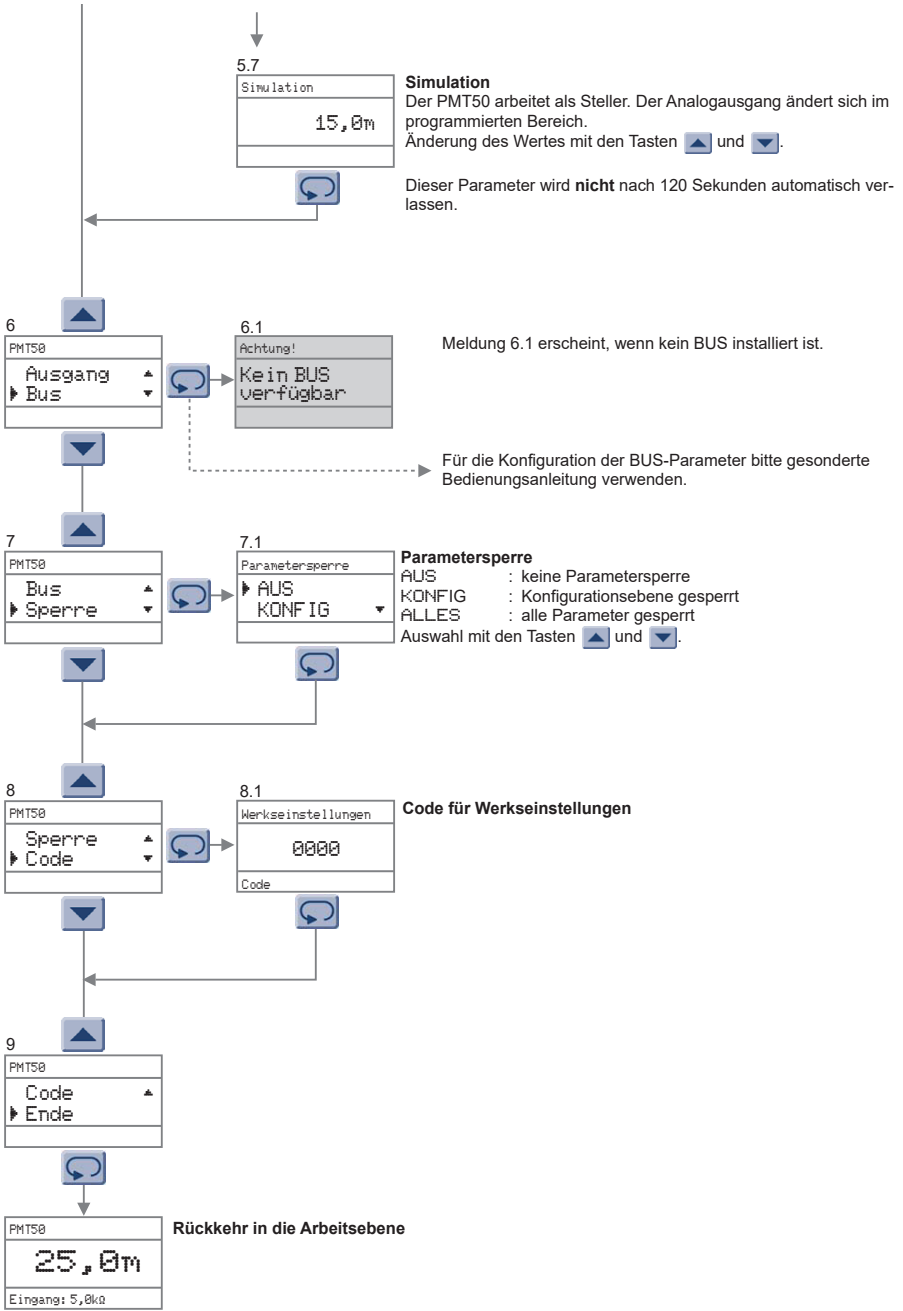 5.7
Simulation
15,0m
Simulation
Der PMT50 arbeitet als Steller. Der Analogausgang ändert sich im
programmierten Bereich.
Änderung des Wertes mit den Tasten und .
Dieser Parameter wird nicht nach 120 Sekunden automatisch ver-
lassen.
6
PMT50
Ausgang
Bus
6.1
Achtung!
Kein BUS
verfügbar
Meldung 6.1 erscheint, wenn kein BUS installiert ist.
Für die Konfiguration der BUS-Parameter bitte gesonderte
Bedienungsanleitung verwenden.
7
PMT50
Bus
Sperre
7.1
Parametersperre
AUS
KONFIG
Parametersperre
AUS : keine Parametersperre
KONFIG : Konfigurationsebene gesperrt
ALLES : alle Parameter gesperrt
Auswahl mit den Tasten und .
8
PMT50
Sperre
Code
8.1
Werkseinstellungen
0000
Code
Code für Werkseinstellungen
9
PMT50
Code
Ende
PMT50
25,0m
Eingang: 5,0kΩ
Rückkehr in die Arbeitsebene